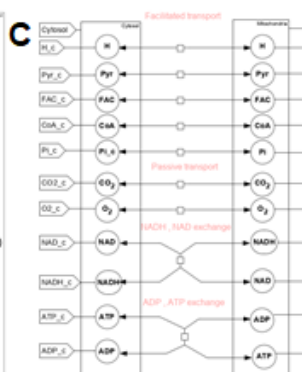 C
Facilitated transport
Cytosol Cytosol Mitochondria
H_c H H
Pyr_c Pyr Pyr
FAC_c FAC FAC
CoA_c CoA CoA
Pi_c Pi_c Pi
Passive transport
CO2_c CO2 CO2
O2_c O2 O2
NADH , NAD exchange
NAD_c NAD NADH
NADH_c NADH NAD
ADP , ATP exchange
ATP_c ATP ADP
ADP_c ADP ATP